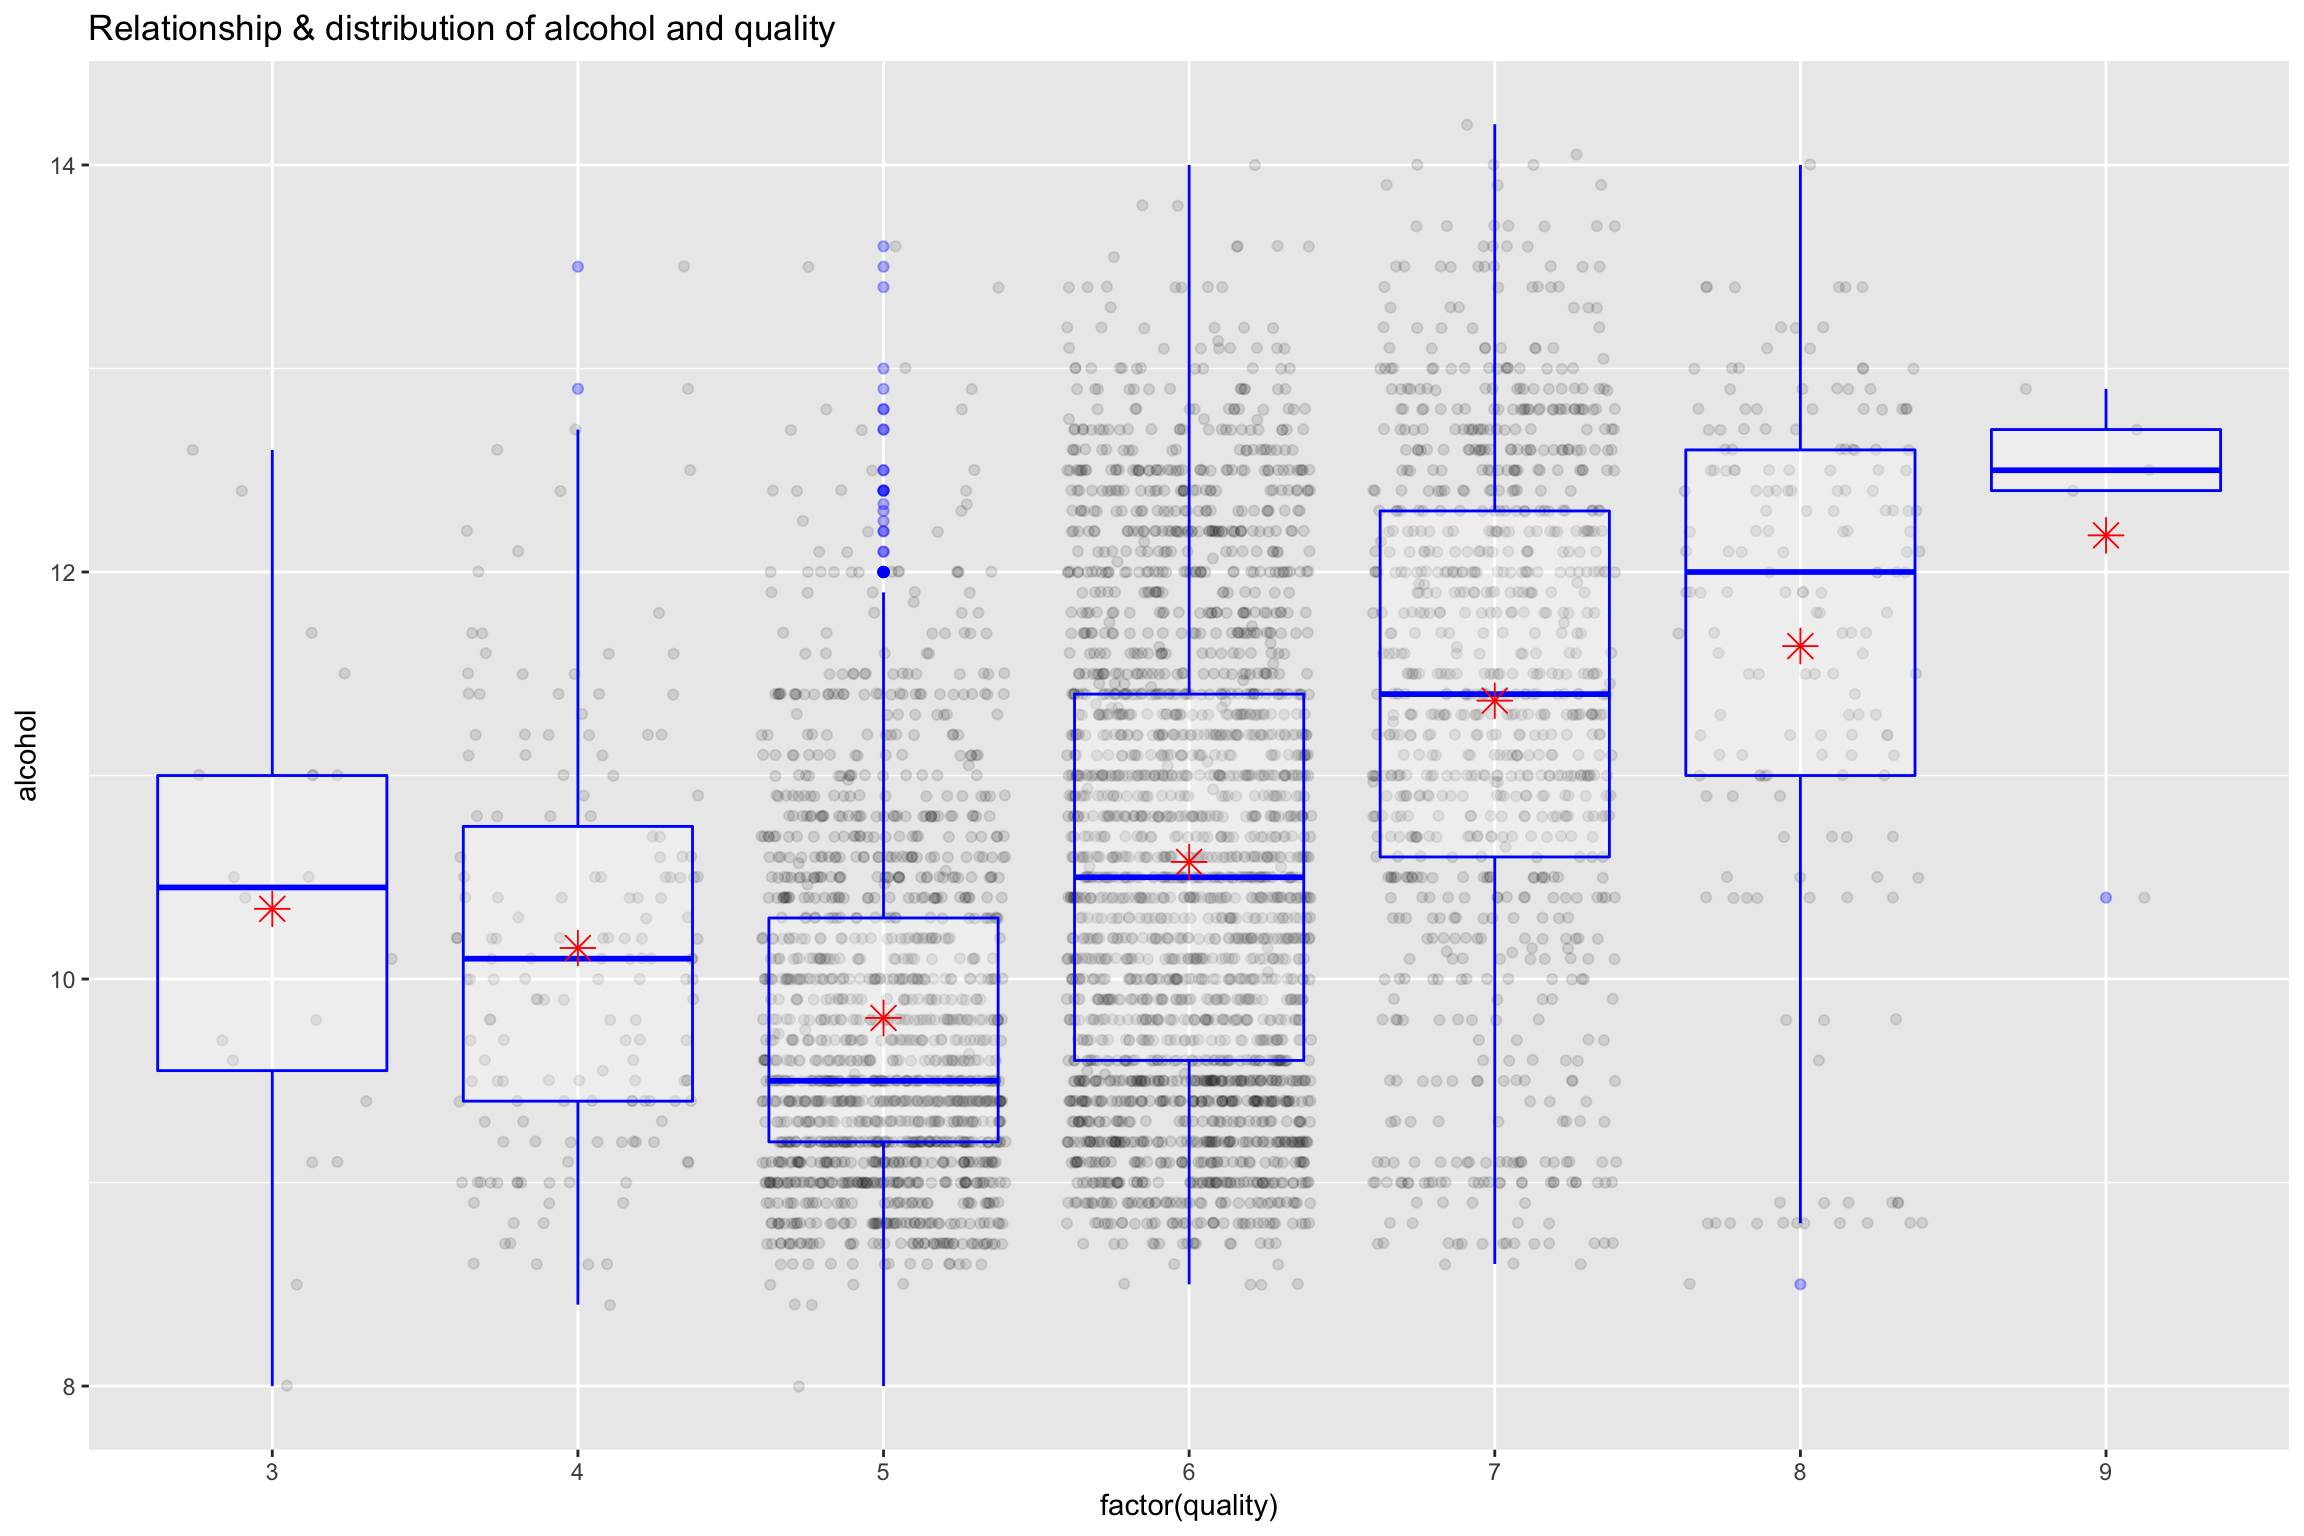 Relationship & distribution of alcohol and quality
alcohol
14
12
10
8
3 4 5 6 7 8 9
factor(quality)